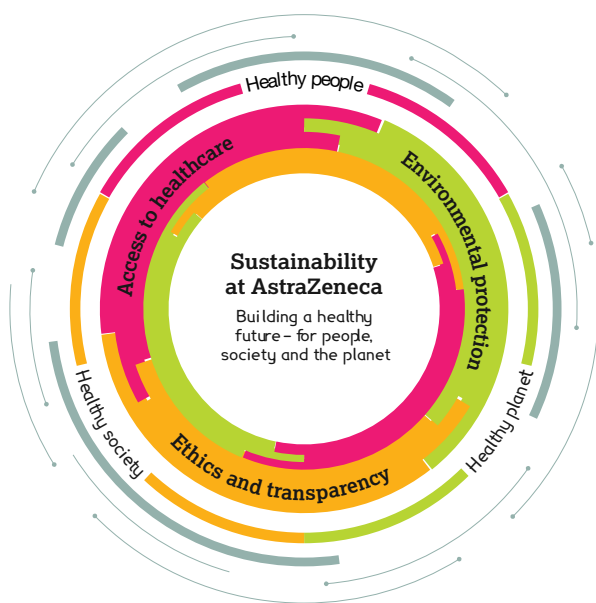 Healthy people
Access to healthcare
Environmental protection
Sustainability
at AstraZeneca
Building a healthy
future – for people,
society and the planet
Healthy society
Ethics and transparency
Healthy planet